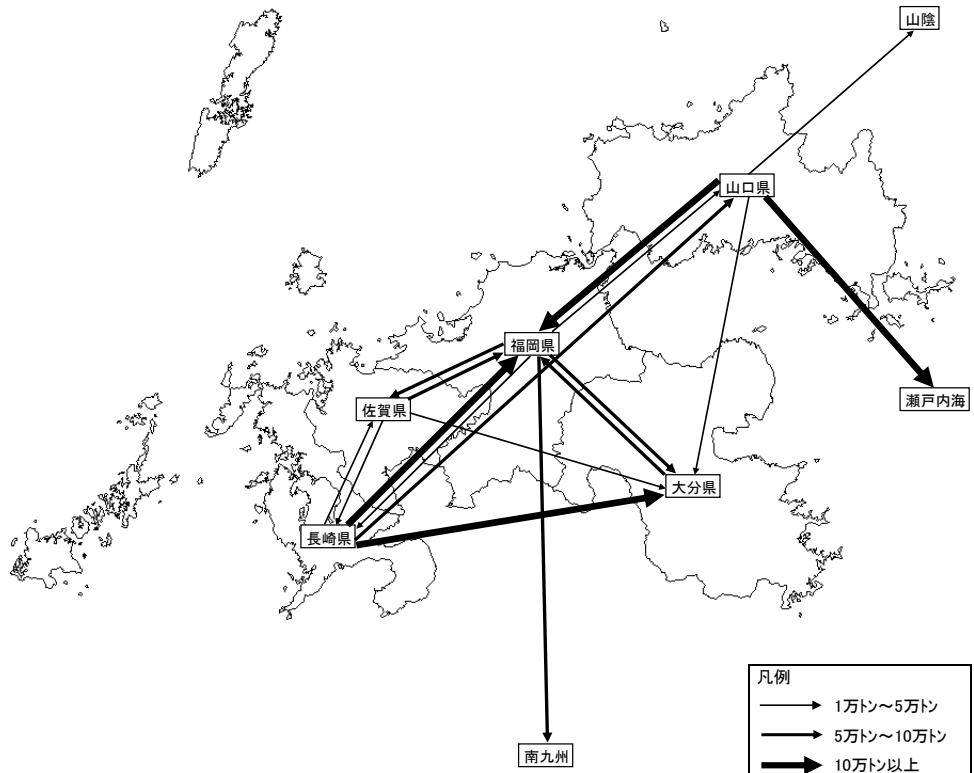 山陰
山口県
福岡県
瀬戸内海
佐賀県
大分県
長崎県
南九州
凡例
1万トン～5万トン
5万トン～10万トン
10万トン以上